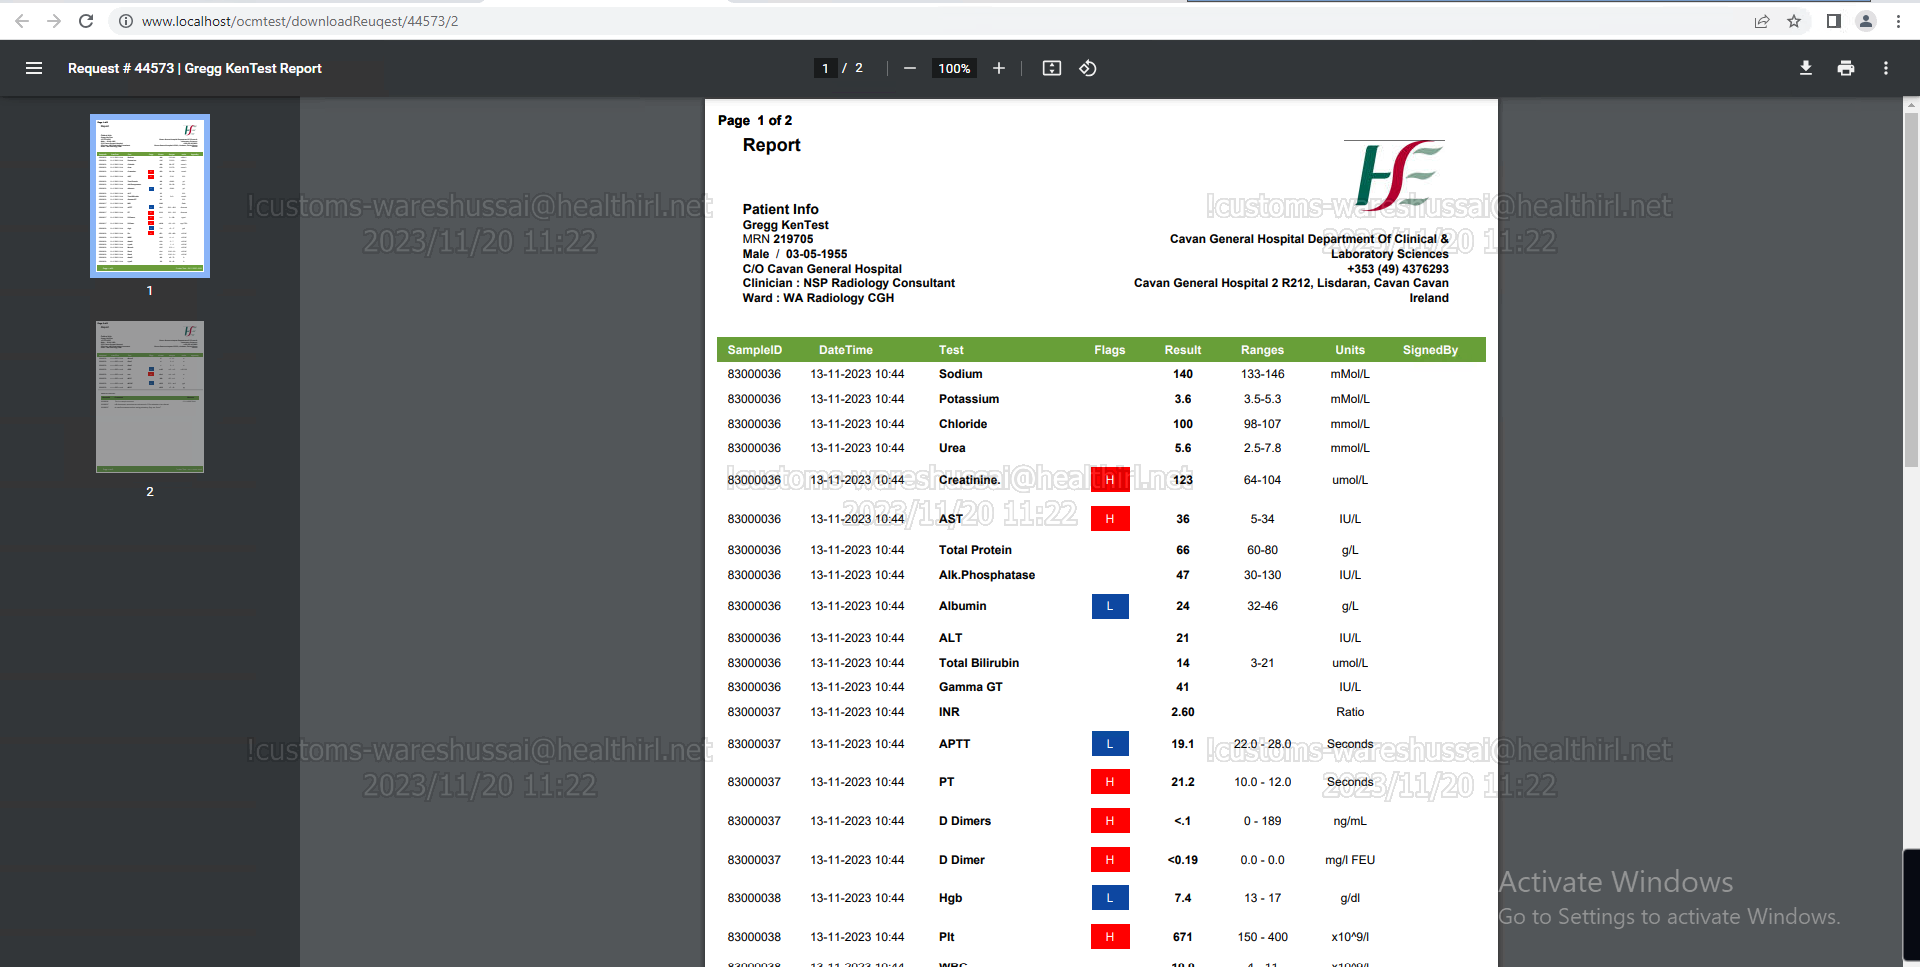 www.localhost/ocmtest/downloadReuqest/44573/2
Request # 44573 | Gregg KenTest Report
1 / 2
100%
1
2
Page 1 of 2
Report
Patient Info
Gregg KenTest
MRN 219705
Male / 03-05-1955
C/O Cavan General Hospital
Clinician : NSP Radiology Consultant
Ward : WA Radiology CGH
HSE
Cavan General Hospital Department Of Clinical &
Laboratory Sciences
+353 (49) 4376293
Cavan General Hospital 2 R212, Lisdaran, Cavan Cavan
Ireland
SampleID DateTime Test Flags Result Ranges Units SignedBy
83000036 13-11-2023 10:44 Sodium 140 133-146 mMol/L
83000036 13-11-2023 10:44 Potassium 3.6 3.5-5.3 mMol/L
83000036 13-11-2023 10:44 Chloride 100 98-107 mmol/L
83000036 13-11-2023 10:44 Urea 5.6 2.5-7.8 mmol/L
83000036 13-11-2023 10:44 Creatinine. H 123 64-104 umol/L
83000036 13-11-2023 10:44 AST H 36 5-34 IU/L
83000036 13-11-2023 10:44 Total Protein 66 60-80 g/L
83000036 13-11-2023 10:44 Alk.Phosphatase 47 30-130 IU/L
83000036 13-11-2023 10:44 Albumin L 24 32-46 g/L
83000036 13-11-2023 10:44 ALT 21 IU/L
83000036 13-11-2023 10:44 Total Bilirubin 14 3-21 umol/L
83000036 13-11-2023 10:44 Gamma GT 41 IU/L
83000037 13-11-2023 10:44 INR 2.60 Ratio
83000037 13-11-2023 10:44 APTT L 19.1 22.0 - 28.0 Seconds
83000037 13-11-2023 10:44 PT H 21.2 10.0 - 12.0 Seconds
83000037 13-11-2023 10:44 D Dimers H <.1 0 - 189 ng/mL
83000037 13-11-2023 10:44 D Dimer H <0.19 0.0 - 0.0 mg/l FEU
83000038 13-11-2023 10:44 Hgb L 7.4 13 - 17 g/dl
83000038 13-11-2023 10:44 Plt H 671 150 - 400 x10^9/l
!customs-wareshussai@healthirl.net
2023/11/20 11:22
!customs-wareshussai@healthirl.net
2023/11/20 11:22
!customs-wareshussai@healthirl.net
2023/11/20 11:22
!customs-wareshussai@healthirl.net
2023/11/20 11:22
!customs-wareshussai@healthirl.net
2023/11/20 11:22
Activate Windows
Go to Settings to activate Windows.